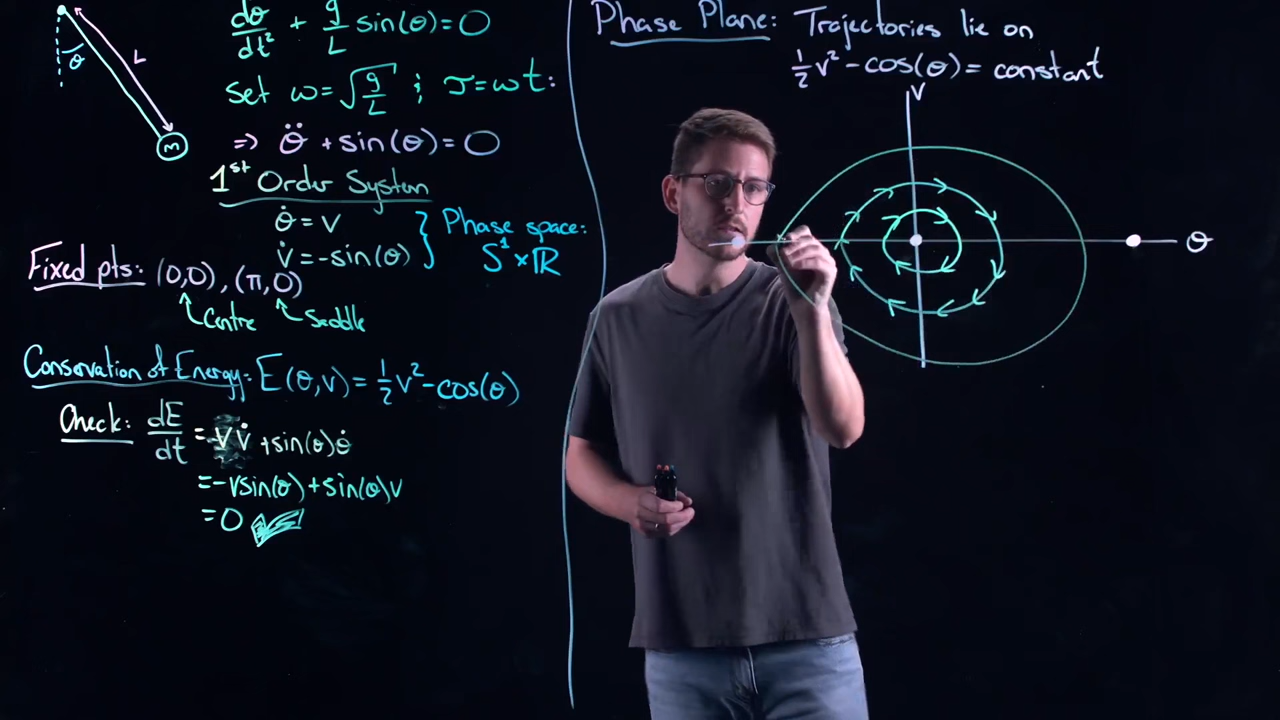 θ
L
m
dθ/dt² + g/L sin(θ)=0
Set ω=√(g/L) ; τ=ωt:
⇒ θ̈ + sin(θ)=0
1st Order System
θ̇ = v
v̇ = -sin(θ)
Phase space:
S¹×ℝ
Fixed pts: (0,0), (π,0)
Centre
Saddle
Conservation of Energy: E(θ,v) = ½v² - cos(θ)
Check: dE/dt = vv̇ + sin(θ)θ̇
= -vsin(θ) + sin(θ)v
= 0
Phase Plane: Trajectories lie on
½v² - cos(θ) = constant
v
θ